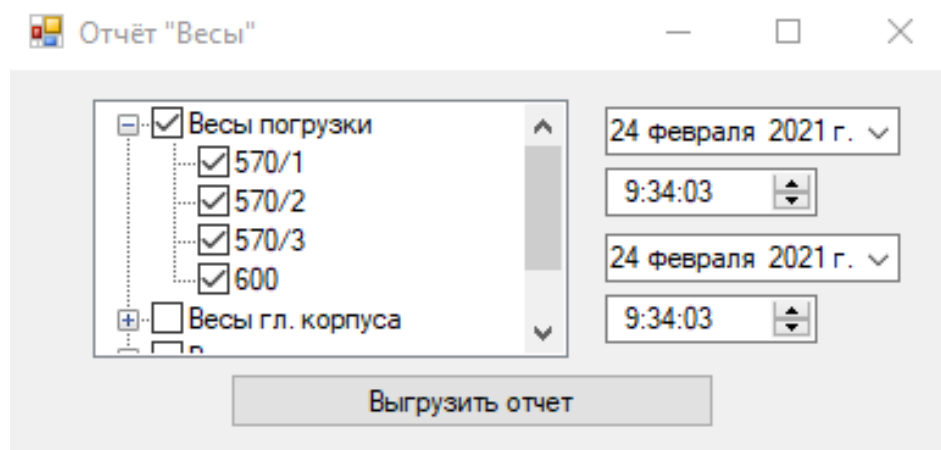 Отчёт "Весы"
Весы погрузки
570/1
570/2
570/3
600
Весы гл. корпуса
24 февраля 2021 г.
9:34:03
24 февраля 2021 г.
9:34:03
Выгрузить отчет